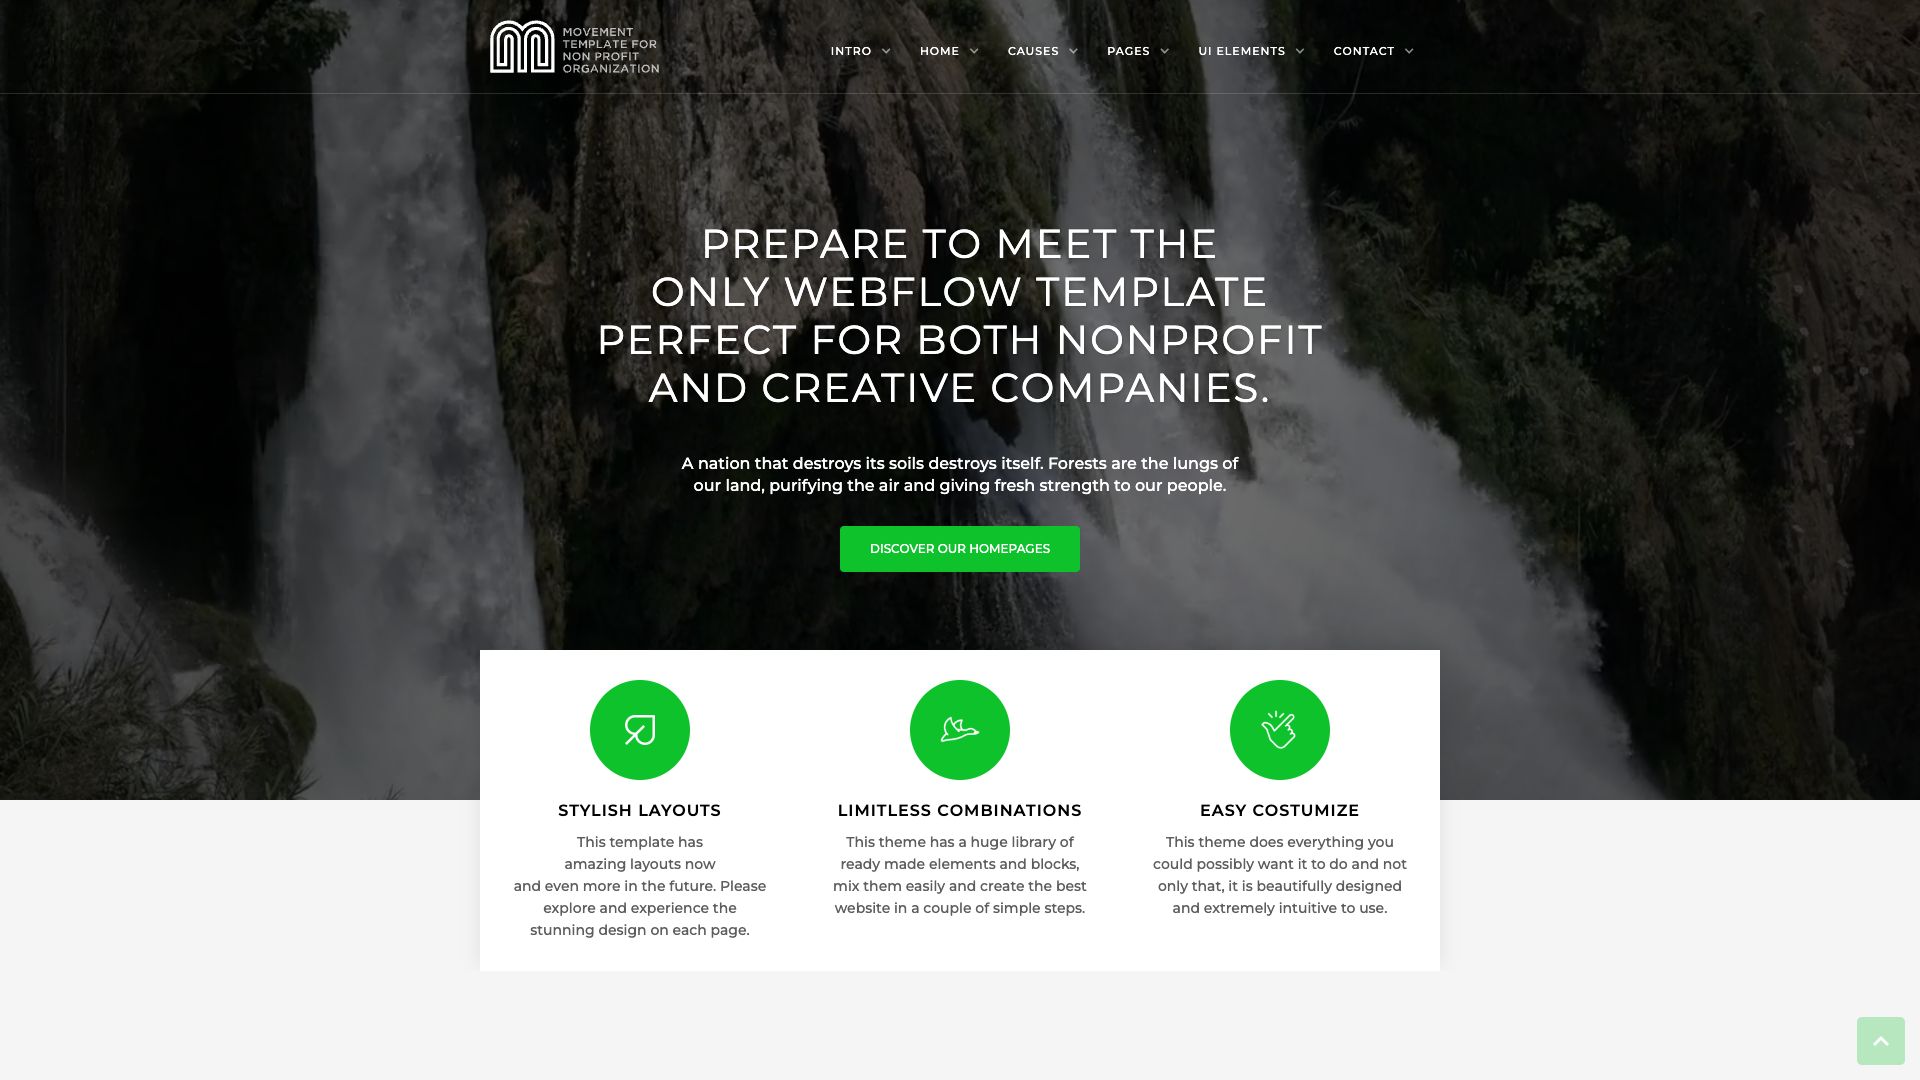 MOVEMENT
TEMPLATE FOR
NON PROFIT
ORGANIZATION
INTRO
HOME
CAUSES
PAGES
UI ELEMENTS
CONTACT
PREPARE TO MEET THE
ONLY WEBFLOW TEMPLATE
PERFECT FOR BOTH NONPROFIT
AND CREATIVE COMPANIES.
A nation that destroys its soils destroys itself. Forests are the lungs of
our land, purifying the air and giving fresh strength to our people.
DISCOVER OUR HOMEPAGES
STYLISH LAYOUTS
This template has
amazing layouts now
and even more in the future. Please
explore and experience the
stunning design on each page.
LIMITLESS COMBINATIONS
This theme has a huge library of
ready made elements and blocks,
mix them easily and create the best
website in a couple of simple steps.
EASY COSTUMIZE
This theme does everything you
could possibly want it to do and not
only that, it is beautifully designed
and extremely intuitive to use.